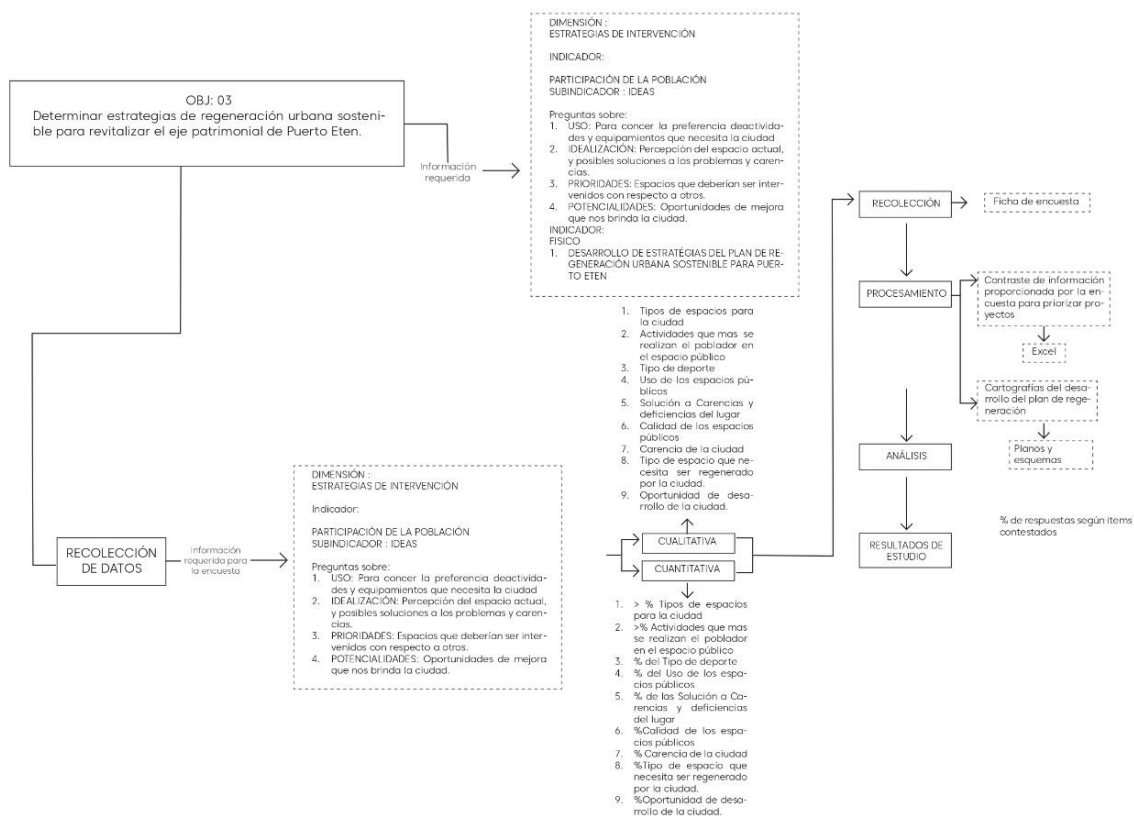 OBJ: 03
Determinar estrategias de regeneración urbana sosteni-
ble para revitalizar el eje patrimonial de Puerto Eten.
Información
requerida
DIMENSIÓN :
ESTRATEGIAS DE INTERVENCIÓN
INDICADOR:
PARTICIPACIÓN DE LA POBLACIÓN
SUBINDICADOR : IDEAS
Preguntas sobre:
1. USO: Para concer la preferencia deactivida-
des y equipamientos que necesita la ciudad
2. IDEALIZACIÓN: Percepción del espacio actual,
y posibles soluciones a los problemas y caren-
cias.
3. PRIORIDADES: Espacios que deberían ser inter-
venidos con respecto a otros.
4. POTENCIALIDADES: Oportunidades de mejora
que nos brinda la ciudad.
INDICADOR:
FISICO
1. DESARROLLO DE ESTRATÉGIAS DEL PLAN DE RE-
GENERACIÓN URBANA SOSTENIBLE PARA PUER-
TO ETEN
RECOLECCIÓN
DE DATOS
Información
requerida para
la encuesta
DIMENSIÓN :
ESTRATEGIAS DE INTERVENCIÓN
Indicador:
PARTICIPACIÓN DE LA POBLACIÓN
SUBINDICADOR : IDEAS
Preguntas sobre:
1. USO: Para concer la preferencia deactivida-
des y equipamientos que necesita la ciudad
2. IDEALIZACIÓN: Percepción del espacio actual,
y posibles soluciones a los problemas y caren-
cias.
3. PRIORIDADES: Espacios que deberían ser inter-
venidos con respecto a otros.
4. POTENCIALIDADES: Oportunidades de mejora
que nos brinda la ciudad.
1. Tipos de espacios para
la ciudad
2. Actividades que mas se
realizan el poblador en
el espacio público
3. Tipo de deporte
4. Uso de los espacios pú-
blicos
5. Solución a Carencias y
deficiencias del lugar
6. Calidad de los espacios
públicos
7. Carencia de la ciudad
8. Tipo de espacio que ne-
cesita ser regenerado
por la ciudad.
9. Oportunidad de desa-
rrollo de la ciudad.
CUALITATIVA
CUANTITATIVA
1. > % Tipos de espacios
para la ciudad
2. >% Actividades que mas
se realizan el poblador
en el espacio público
3. % del Tipo de deporte
4. % del Uso de los espa-
cios públicos
5. % de las Solución a Ca-
rencias y deficiencias
del lugar
6. %Calidad de los espa-
cios públicos
7. % Carencia de la ciudad
8. %Tipo de espacio que
necesita ser regenerado
por la ciudad.
9. %Oportunidad de desa-
rrollo de la ciudad.
RECOLECCIÓN
Ficha de encuesta
PROCESAMIENTO
Contraste de información
proporcionada por la en-
cuesta para priorizar pro-
yectos
Excel
Cartografías del desa-
rrollo del plan de rege-
neración
Planos y
esquemas
ANÁLISIS
RESULTADOS DE
ESTUDIO
% de respuestas según items
contestados